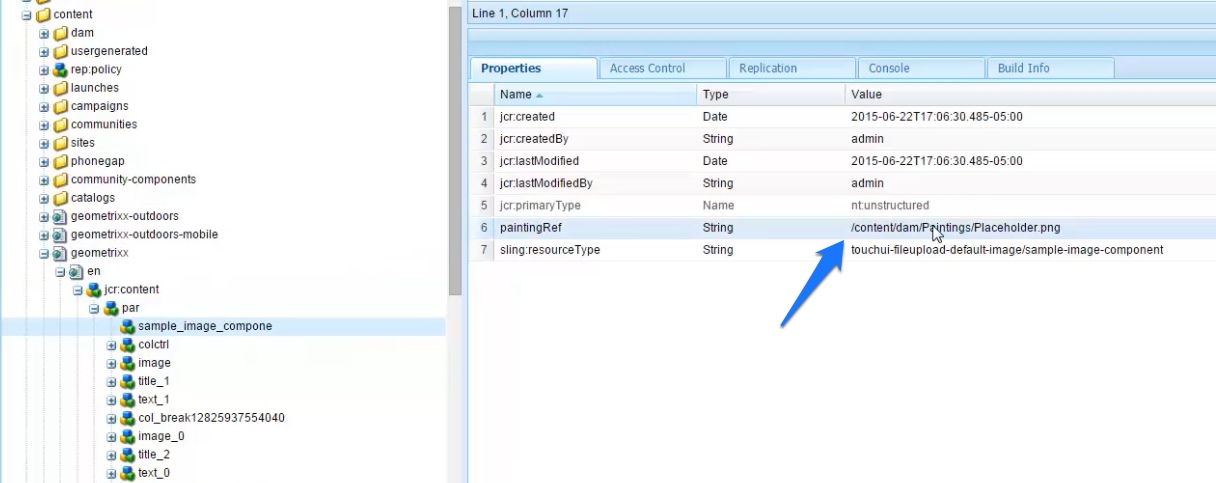 content
dam
usergenerated
rep:policy
launches
campaigns
communities
sites
phonegap
community-components
catalogs
geometrixx-outdoors
geometrixx-outdoors-mobile
geometrixx
en
jcr:content
par
sample_image_compone
colctrl
image
title_1
text_1
col_break12825937554040
image_0
title_2
text_0
Line 1, Column 17
Properties Access Control Replication Console Build Info
Name Type Value
1 jcr:created Date 2015-06-22T17:06:30.485-05:00
2 jcr:createdBy String admin
3 jcr:lastModified Date 2015-06-22T17:06:30.485-05:00
4 jcr:lastModifiedBy String admin
5 jcr:primaryType Name nt:unstructured
6 paintingRef String /content/dam/Paintings/Placeholder.png
7 sling:resourceType String touchui-fileupload-default-image/sample-image-component